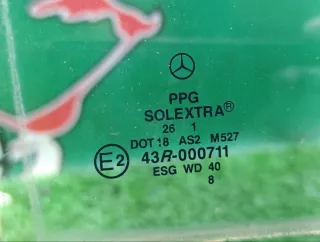 PPG
SOLEXTRA®
26 1
DOT 18 AS2 M527
E2 43R-000711
ESG WD 40
8